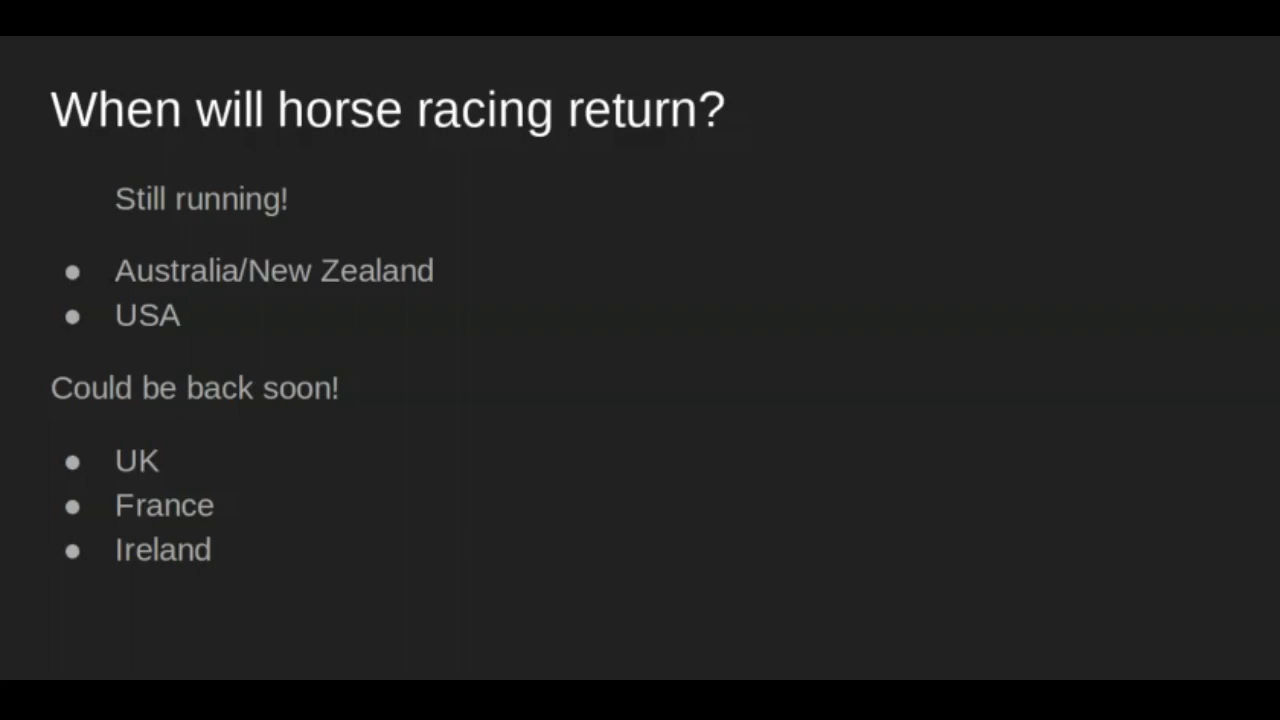 When will horse racing return?
Still running!
● Australia/New Zealand
● USA
Could be back soon!
● UK
● France
● Ireland